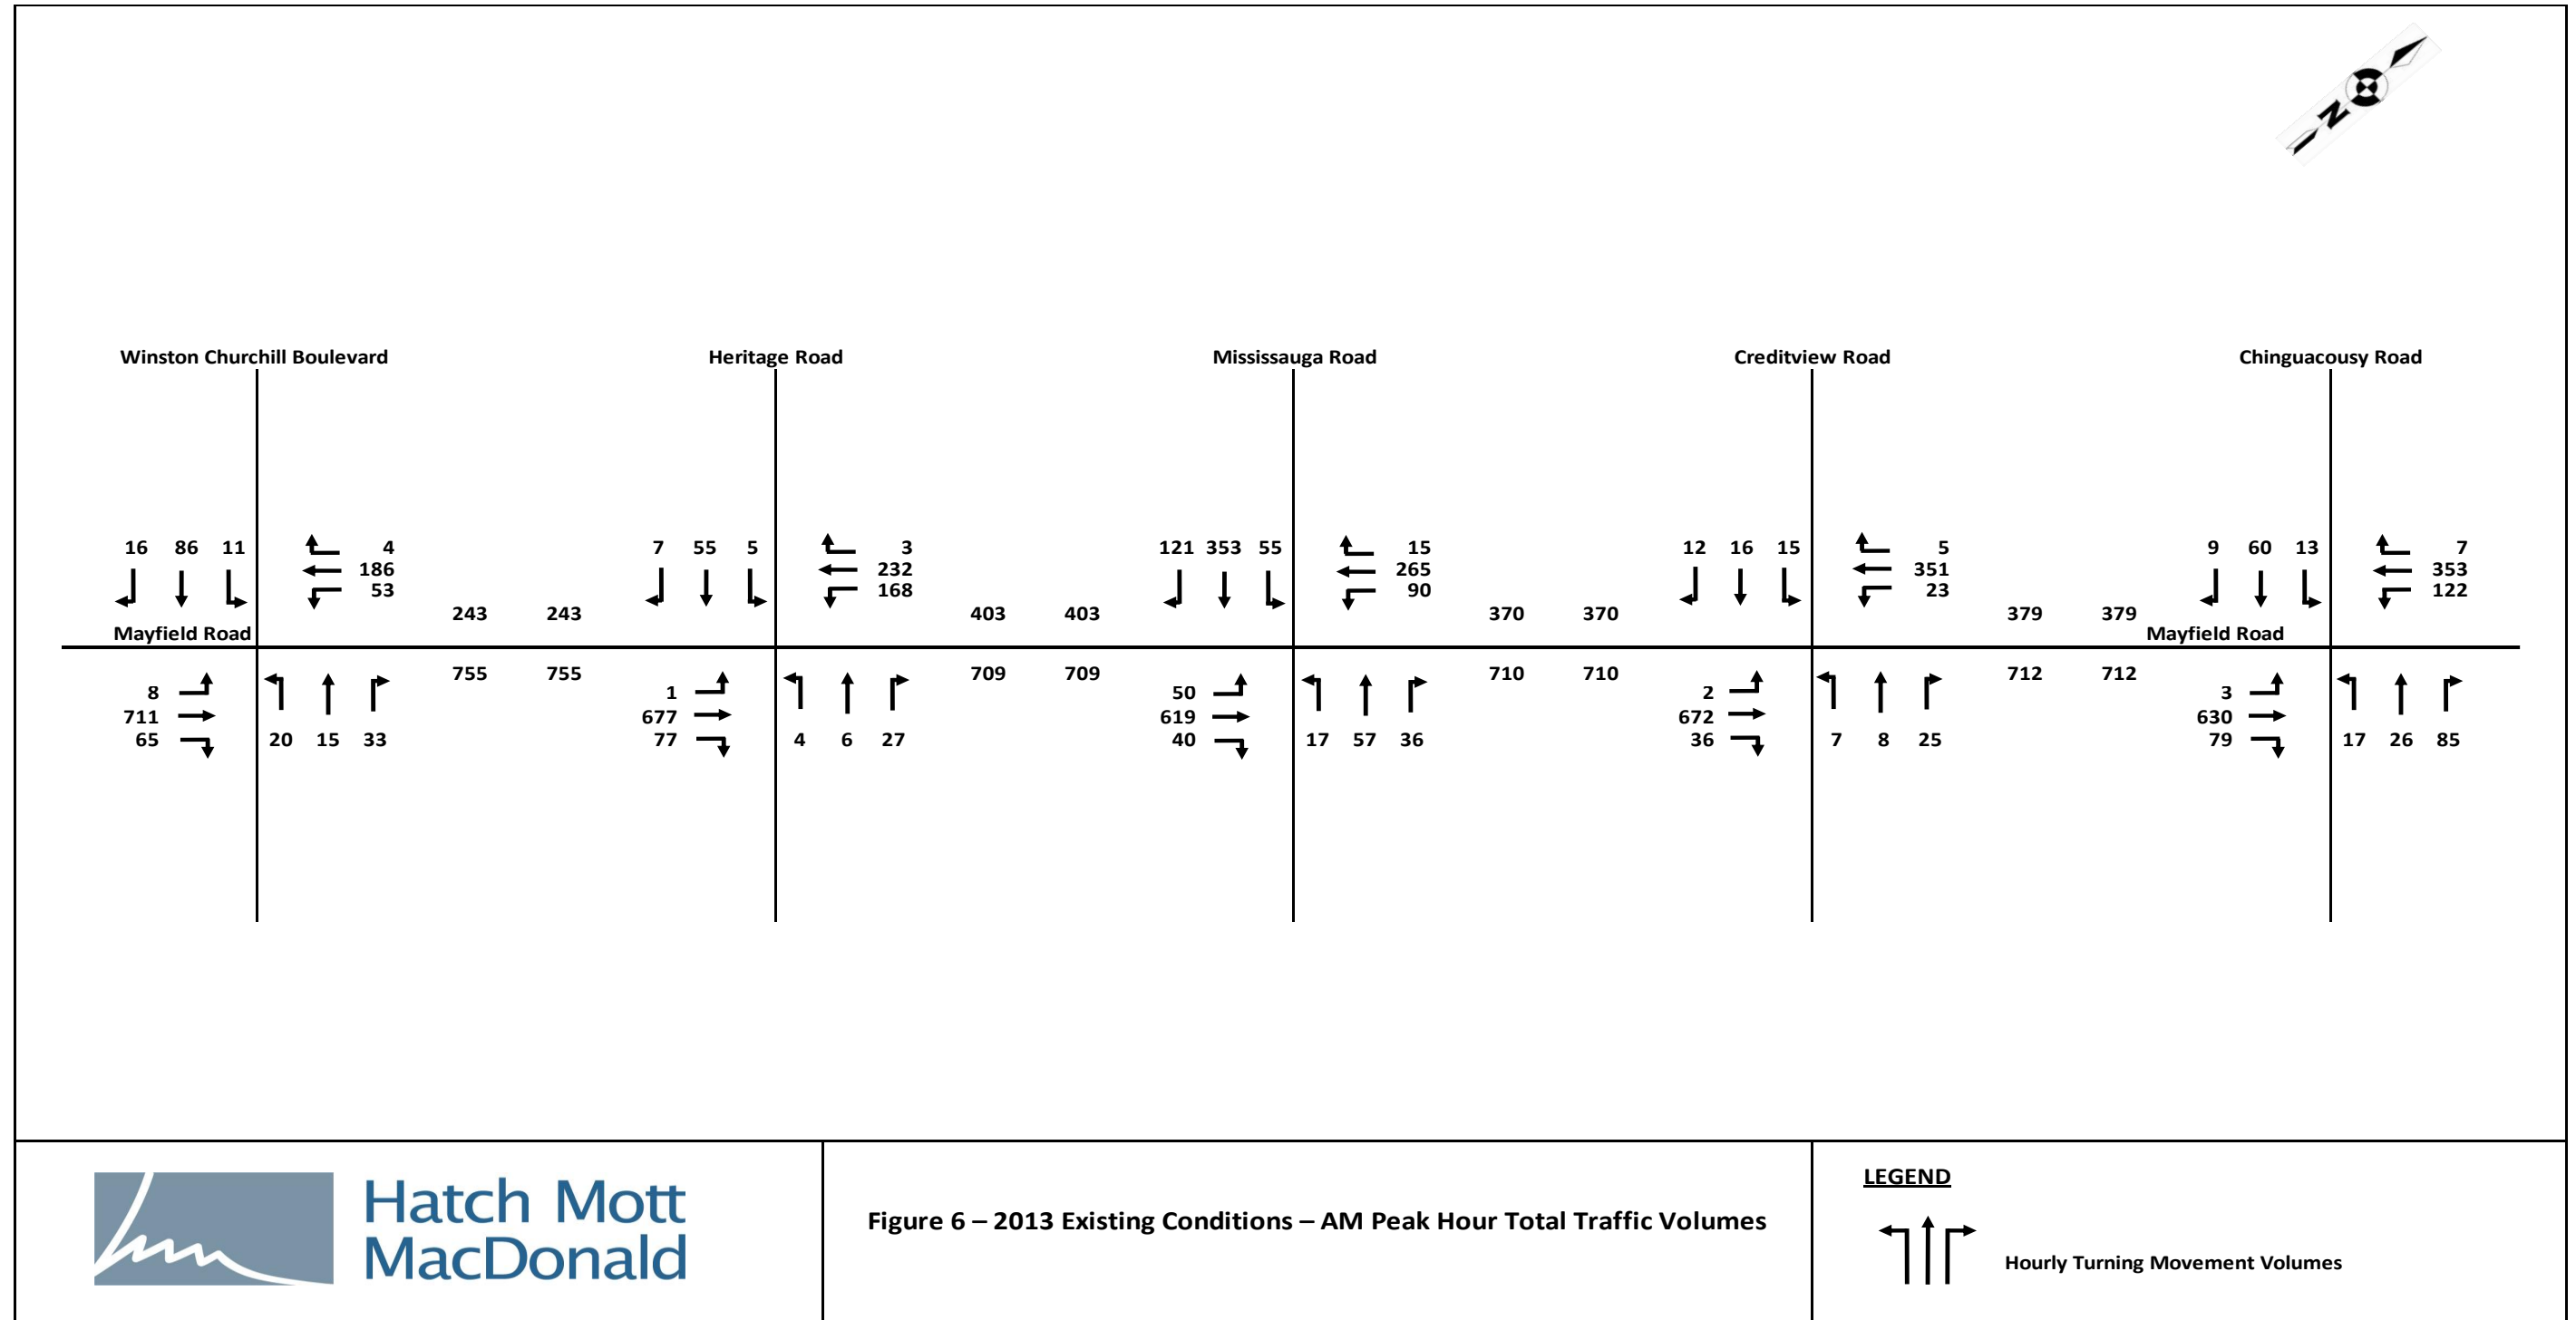 N
Winston Churchill Boulevard Heritage Road Mississauga Road Creditview Road Chinguacousy Road
16 86 11 4 7 55 5 3 121 353 55 15 12 16 15 5 9 60 13 7
186 232 265 351 353
53 168 90 23 122
243 243 403 403 370 370 379 379
Mayfield Road Mayfield Road
755 755 709 709 710 710 712 712
8 1 50 2 3
711 677 619 672 630
65 20 15 33 77 4 6 27 40 17 57 36 36 7 8 25 79 17 26 85
Hatch Mott
MacDonald
Figure 6 – 2013 Existing Conditions – AM Peak Hour Total Traffic Volumes
LEGEND
Hourly Turning Movement Volumes